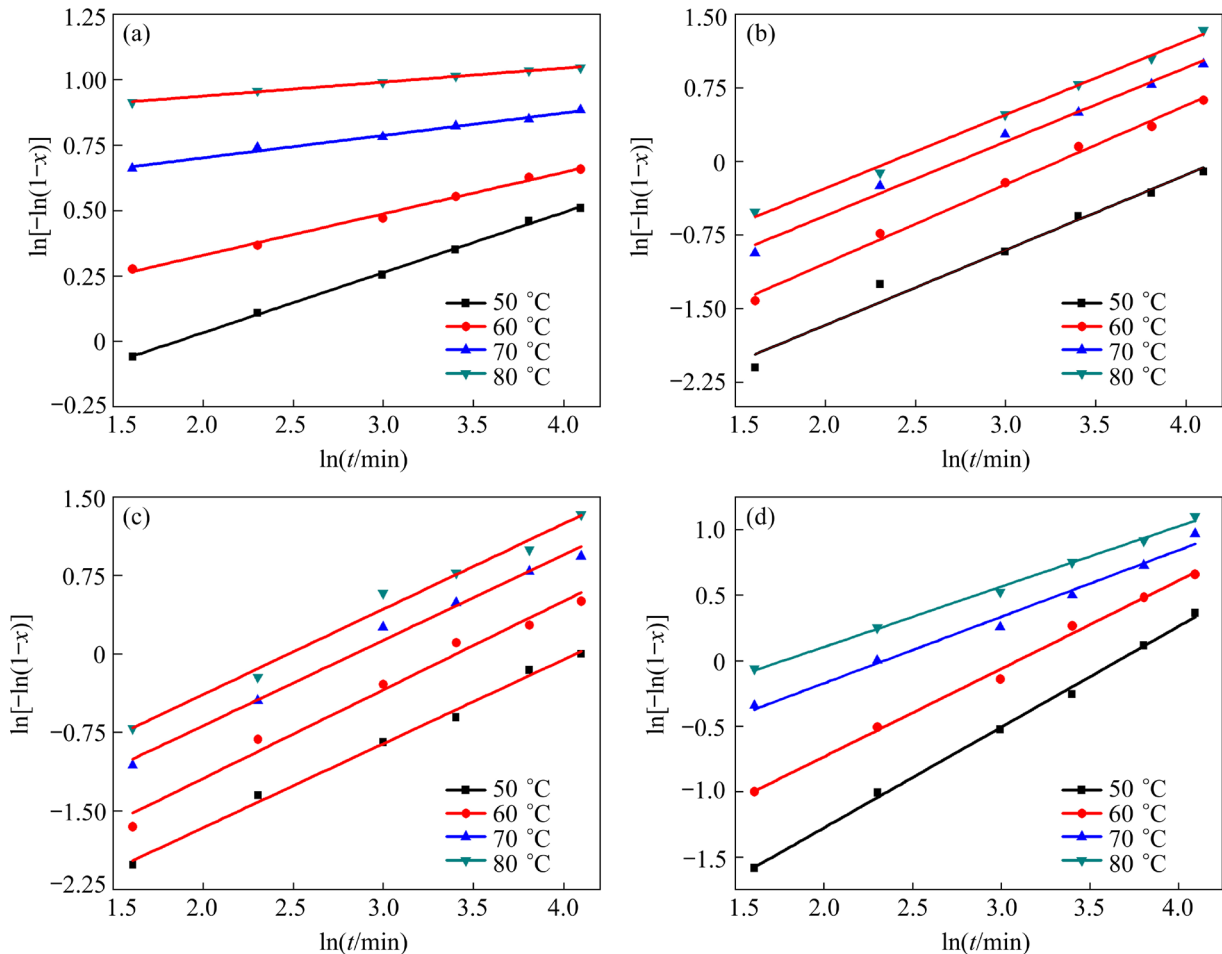 (a)
ln[−ln(1−x)]
1.25
1.00
0.75
0.50
0.25
0
−0.25
1.5 2.0 2.5 3.0 3.5 4.0
ln(t/min)
50 °C
60 °C
70 °C
80 °C
(b)
ln[−ln(1−x)]
1.50
0.75
0
−0.75
−1.50
−2.25
1.5 2.0 2.5 3.0 3.5 4.0
ln(t/min)
50 °C
60 °C
70 °C
80 °C
(c)
ln[−ln(1−x)]
1.50
0.75
0
−0.75
−1.50
−2.25
1.5 2.0 2.5 3.0 3.5 4.0
ln(t/min)
50 °C
60 °C
70 °C
80 °C
(d)
ln[−ln(1−x)]
1.0
0.5
0
−0.5
−1.0
−1.5
1.5 2.0 2.5 3.0 3.5 4.0
ln(t/min)
50 °C
60 °C
70 °C
80 °C